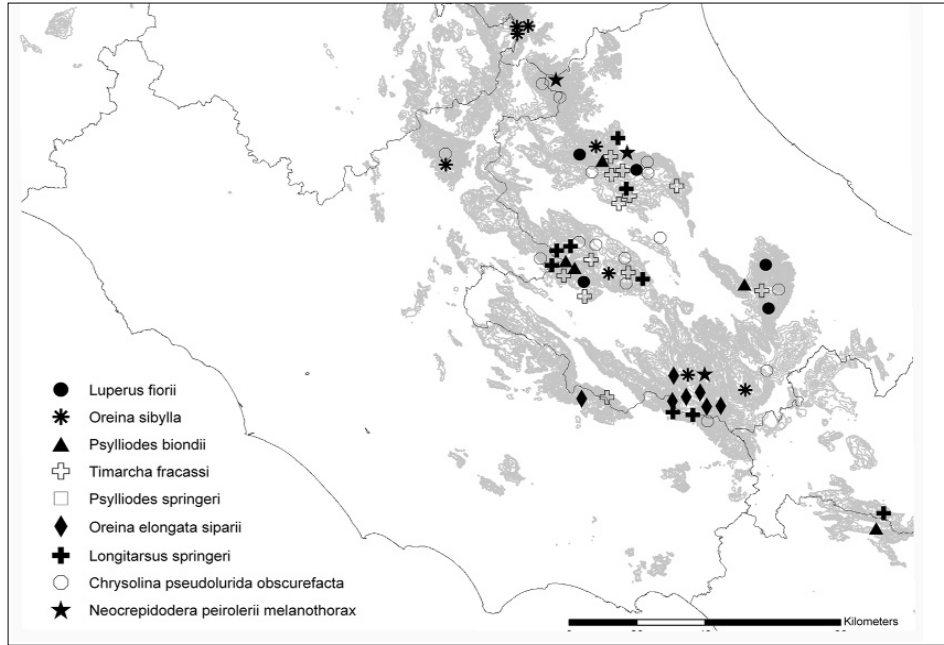 Luperus fiorii
Oreina sibylla
Psylliodes biondii
Timarcha fracassi
Psylliodes springeri
Oreina elongata siparii
Longitarsus springeri
Chrysolina pseudolurida obscurefacta
Neocrepidodera peirolerii melanothorax
Kilometers